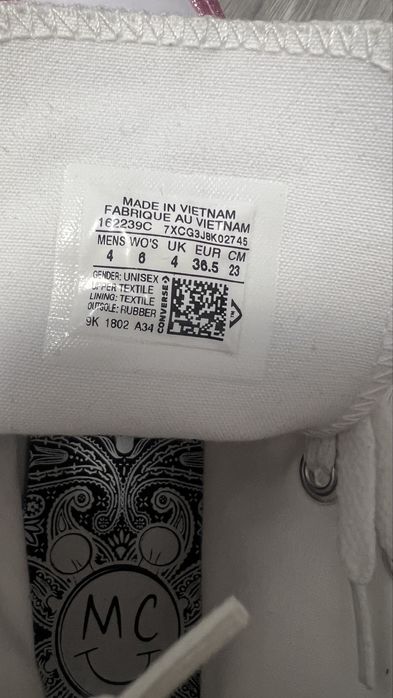 MADE IN VIETNAM
FABRIQUE AU VIETNAM
162239C 7XCG3J8K02745
MENS WO'S UK EUR CM
4 6 4 36.5 23
GENDER: UNISEX
UPPER TEXTILE
LINING: TEXTILE
OUTSOLE: RUBBER
9K 1802 A34
CONVERSE
TM
MC